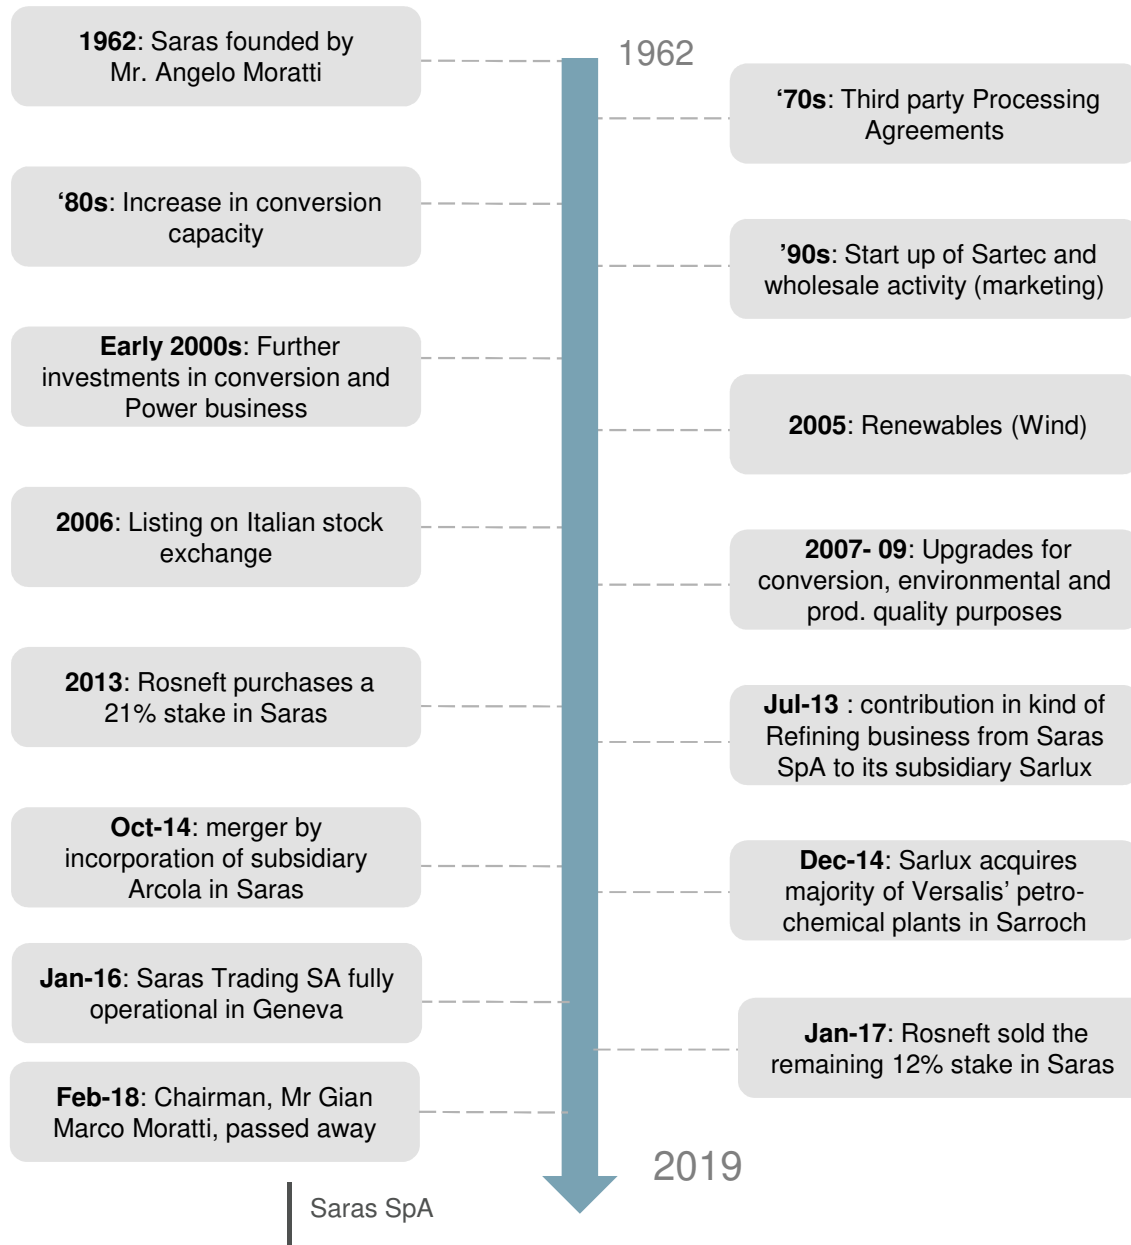 1962: Saras founded by
Mr. Angelo Moratti
1962
‘70s: Third party Processing
Agreements
‘80s: Increase in conversion
capacity
’90s: Start up of Sartec and
wholesale activity (marketing)
Early 2000s: Further
investments in conversion and
Power business
2005: Renewables (Wind)
2006: Listing on Italian stock
exchange
2007- 09: Upgrades for
conversion, environmental and
prod. quality purposes
2013: Rosneft purchases a
21% stake in Saras
Jul-13 : contribution in kind of
Refining business from Saras
SpA to its subsidiary Sarlux
Oct-14: merger by
incorporation of subsidiary
Arcola in Saras
Dec-14: Sarlux acquires
majority of Versalis’ petro-
chemical plants in Sarroch
Jan-16: Saras Trading SA fully
operational in Geneva
Jan-17: Rosneft sold the
remaining 12% stake in Saras
Feb-18: Chairman, Mr Gian
Marco Moratti, passed away
2019
Saras SpA